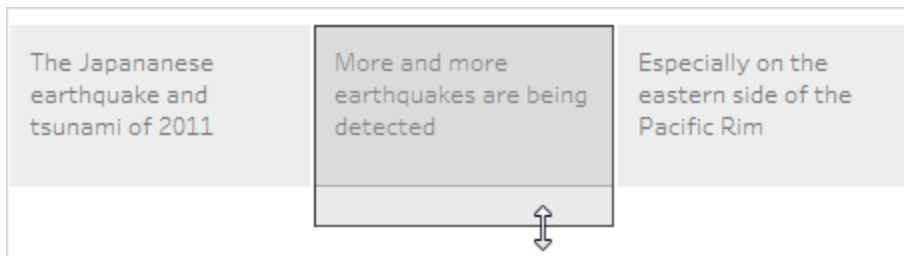 The Japananese
earthquake and
tsunami of 2011
More and more
earthquakes are being
detected
Especially on the
eastern side of the
Pacific Rim